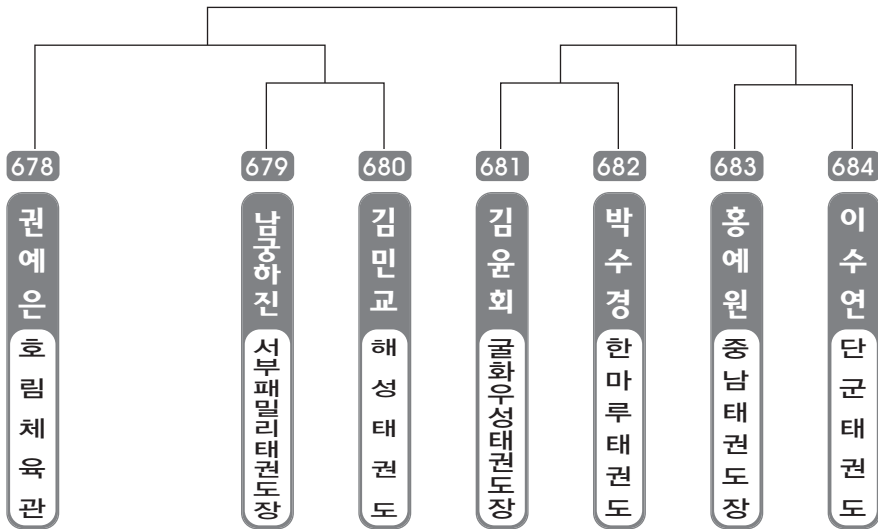 678
권예은
호림체육관
679
남궁하진
서부패밀리태권도장
680
김민교
해성태권도
681
김윤회
굴화우성태권도장
682
박수경
한마루태권도
683
홍예원
중남태권도장
684
이수연
단군태권도